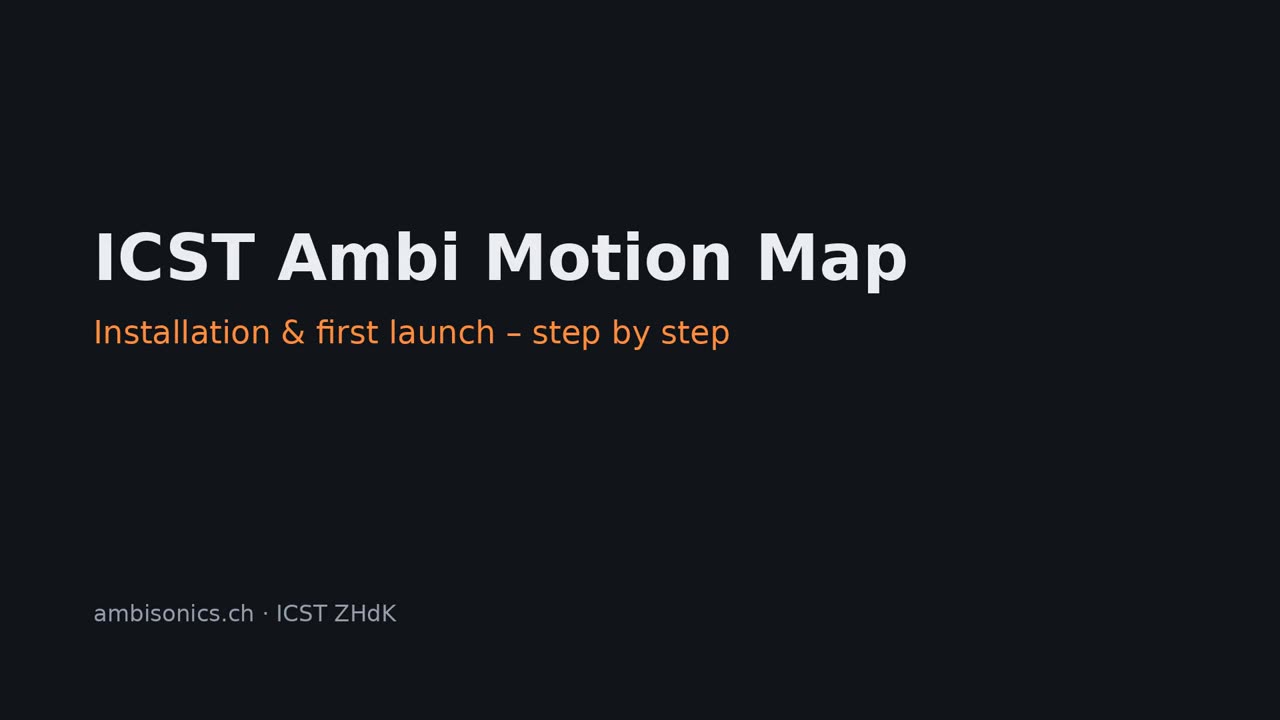 ICST Ambi Motion Map
Installation & first launch – step by step
ambisonics.ch · ICST ZHdK